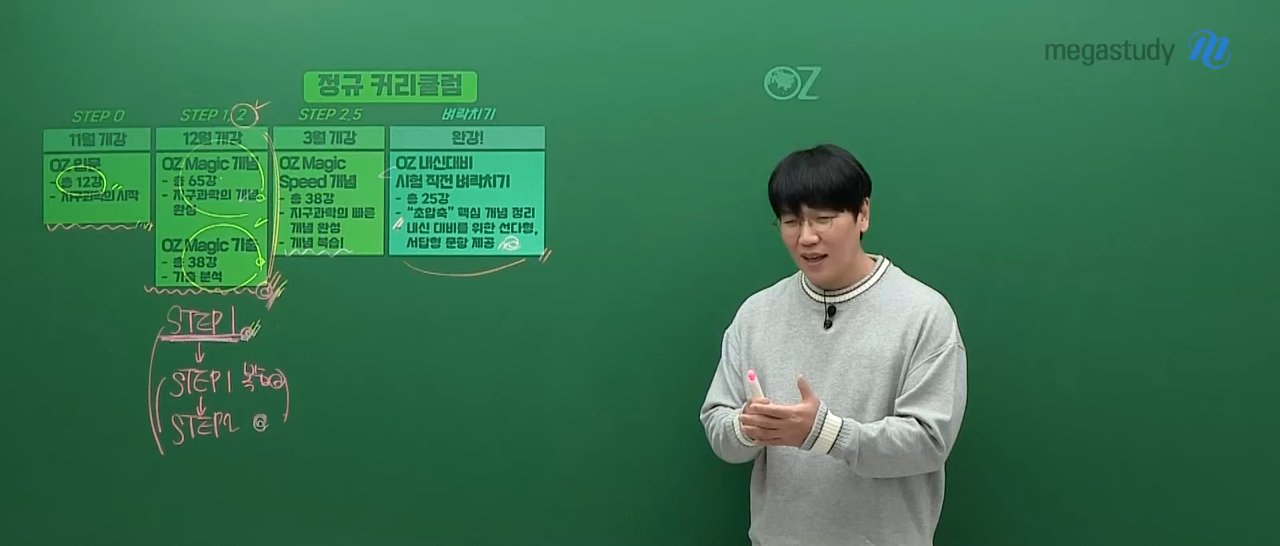 megastudy
OZ
정규 커리큘럼
STEP 0
11월 개강
OZ 입문
- 총 12강
- 지구과학의 시작
STEP 1, 2
12월 개강
OZ Magic 개념
- 총 65강
- 지구과학의 개념
완성
OZ Magic 기출
- 총 38강
- 기출 분석
STEP 2,5
3월 개강
OZ Magic
Speed 개념
- 총 38강
- 지구과학의 빠른
개념 완성
- 개념 복습!
벼락치기
완강!
OZ 내신대비
시험 직전 벼락치기
- 총 25강
- "초압축" 핵심 개념 정리
- 내신 대비를 위한 선다형,
서답형 문항 제공
STEP 1
STEP 1 복습
STEP 2